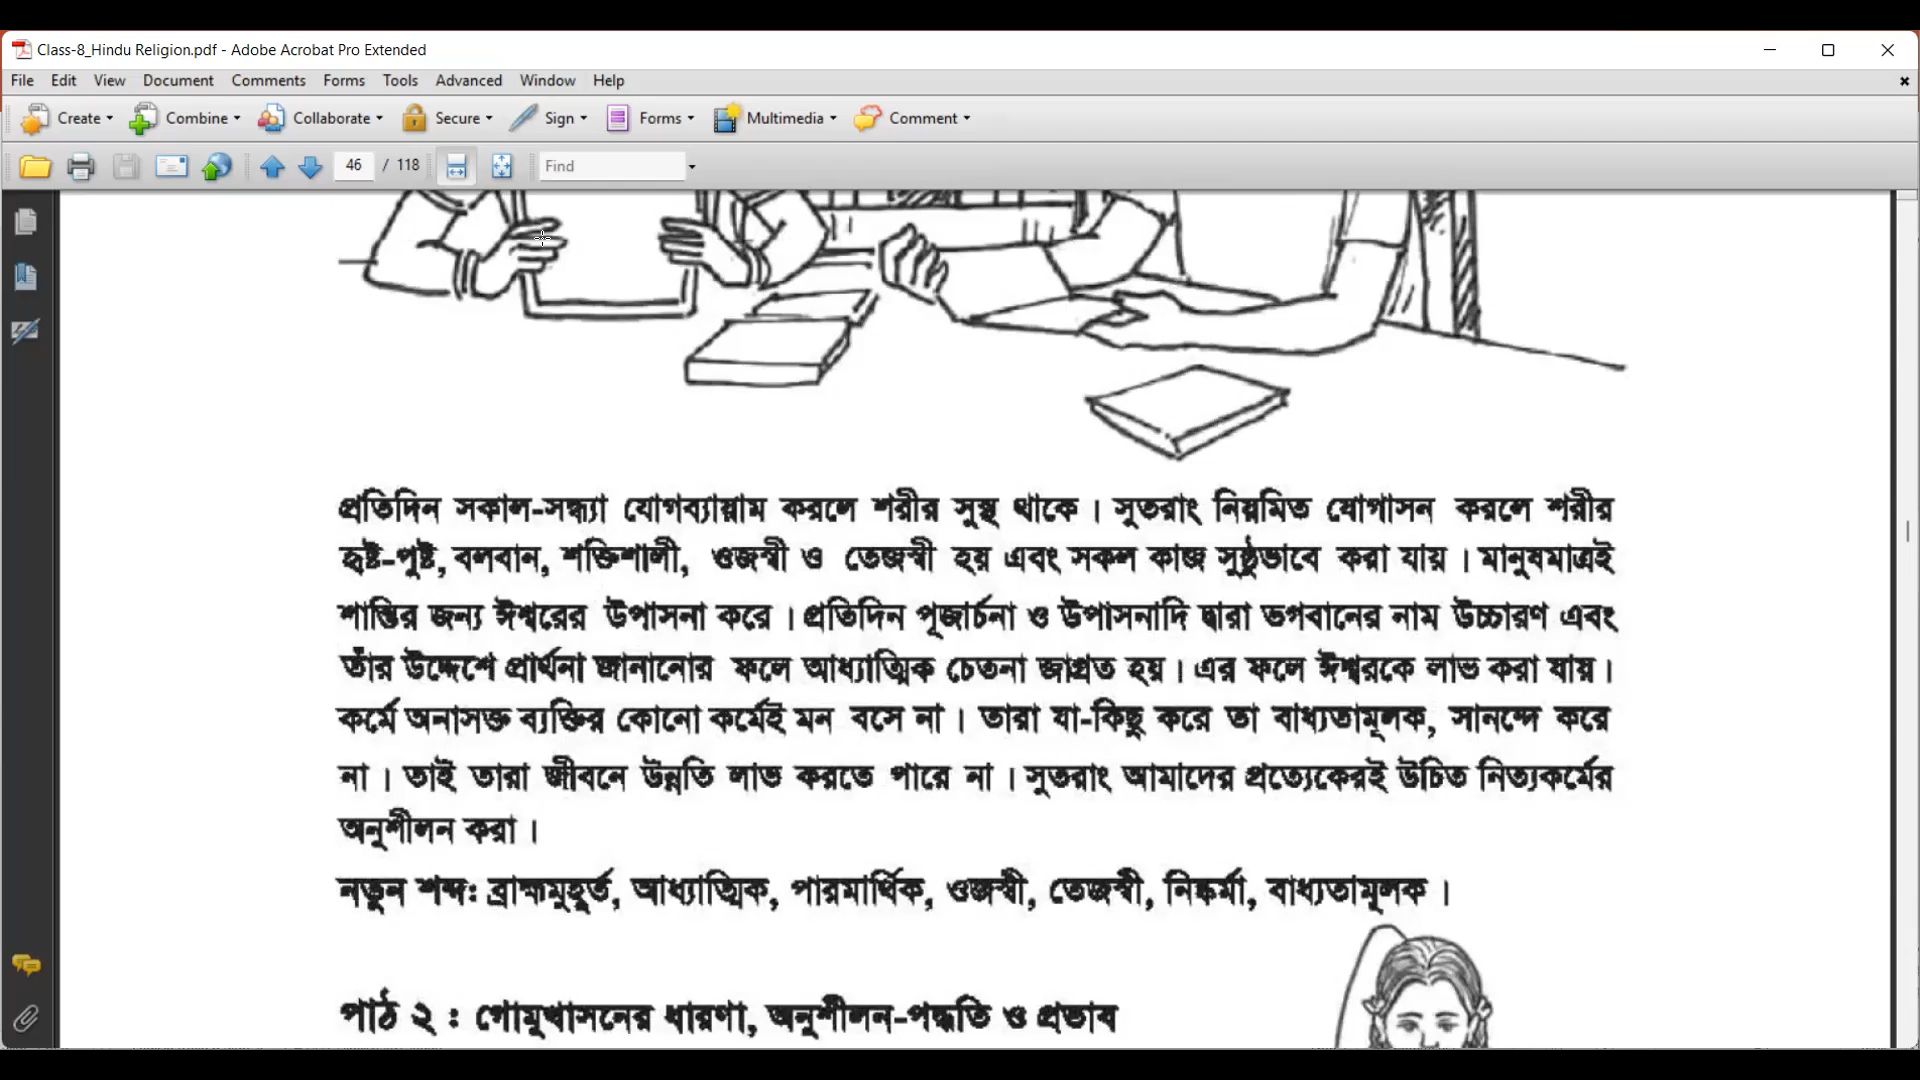 Class-8_Hindu Religion.pdf - Adobe Acrobat Pro Extended
File Edit View Document Comments Forms Tools Advanced Window Help
Create Combine Collaborate Secure Sign Forms Multimedia Comment
46 / 118 Find
প্রতিদিন সকাল-সন্ধ্যা যোগব্যায়াম করলে শরীর সুস্থ থাকে । সুতরাং নিয়মিত যোগাসন করলে শরীর
হৃষ্ট-পুষ্ট, বলবান, শক্তিশালী, ওজস্বী ও তেজস্বী হয় এবং সকল কাজ সুষ্ঠুভাবে করা যায় । মানুষমাত্রই
শান্তির জন্য ঈশ্বরের উপাসনা করে । প্রতিদিন পূজার্চনা ও উপাসনাদি দ্বারা ভগবানের নাম উচ্চারণ এবং
তাঁর উদ্দেশে প্রার্থনা জানানোর ফলে আধ্যাত্মিক চেতনা জাগ্রত হয় । এর ফলে ঈশ্বরকে লাভ করা যায় ।
কর্মে অনাসক্ত ব্যক্তির কোনো কর্মেই মন বসে না । তারা যা-কিছু করে তা বাধ্যতামূলক, সানন্দে করে
না । তাই তারা জীবনে উন্নতি লাভ করতে পারে না । সুতরাং আমাদের প্রত্যেকেরই উচিত নিত্যকর্মের
অনুশীলন করা ।
নতুন শব্দ: ব্রাহ্মমুহূর্ত, আধ্যাত্মিক, পারমার্থিক, ওজস্বী, তেজস্বী, নিষ্কর্মা, বাধ্যতামূলক ।
পাঠ ২ : গোমুখাসনের ধারণা, অনুশীলন-পদ্ধতি ও প্রভাব